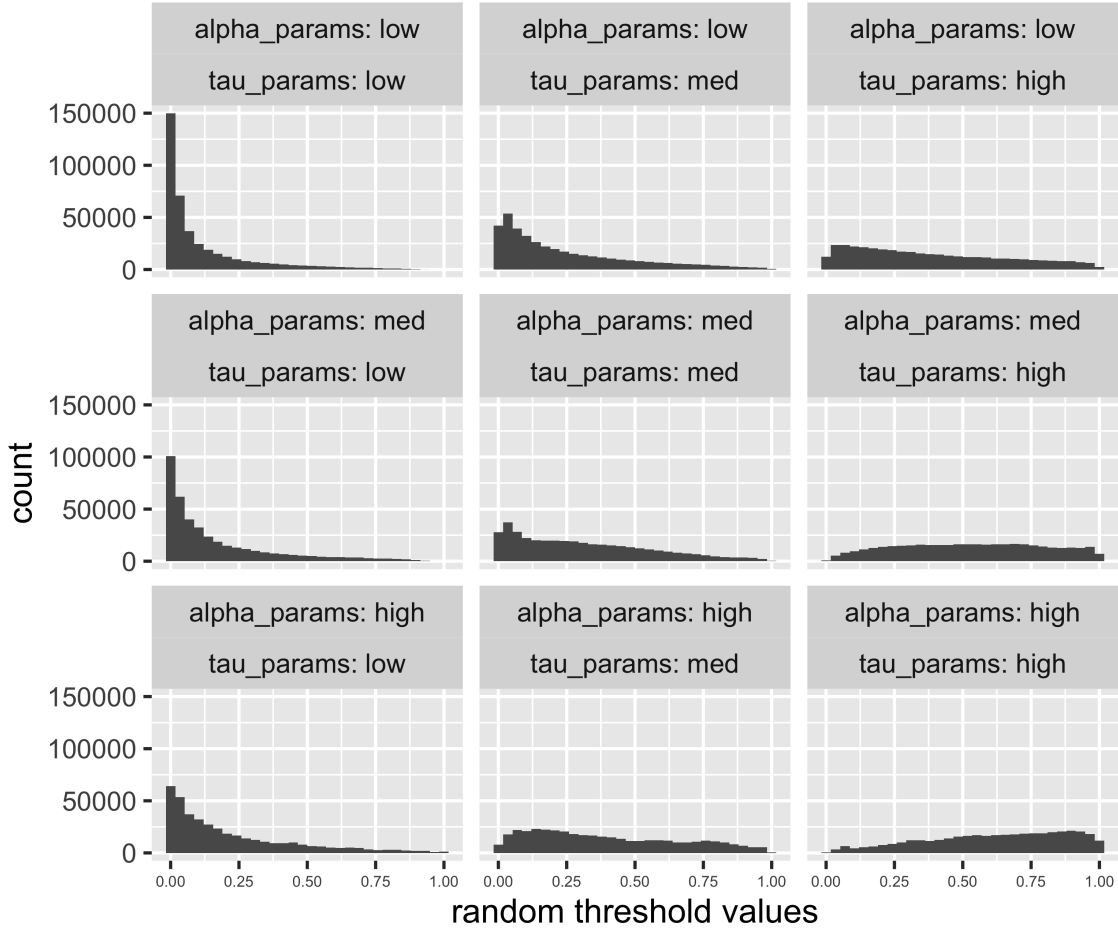 alpha_params: low
tau_params: low
alpha_params: low
tau_params: med
alpha_params: low
tau_params: high
150000
100000
50000
0
alpha_params: med
tau_params: low
alpha_params: med
tau_params: med
alpha_params: med
tau_params: high
150000
100000
50000
0
count
alpha_params: high
tau_params: low
alpha_params: high
tau_params: med
alpha_params: high
tau_params: high
150000
100000
50000
0
0.00 0.25 0.50 0.75 1.00
0.00 0.25 0.50 0.75 1.00
0.00 0.25 0.50 0.75 1.00
random threshold values